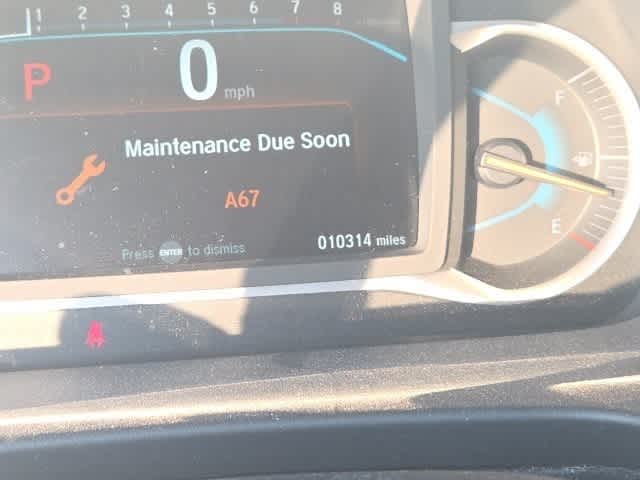 1 2 3 4 5 6 7 8
P 0 mph
Maintenance Due Soon
A67
Press ENTER to dismiss
010314 miles
F
E
A